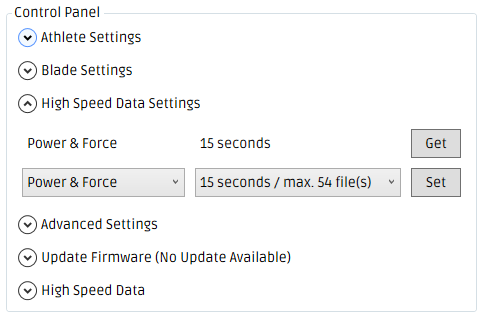 Control Panel
Athlete Settings
Blade Settings
High Speed Data Settings
Power & Force 15 seconds Get
Power & Force 15 seconds / max. 54 file(s) Set
Advanced Settings
Update Firmware (No Update Available)
High Speed Data